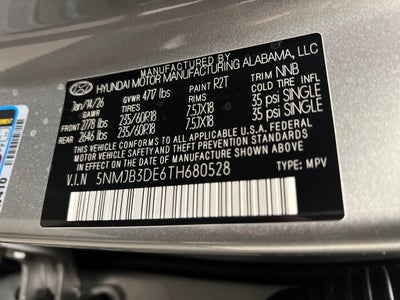 MANUFACTURED BY
HYUNDAI MOTOR MANUFACTURING ALABAMA, LLC
Jan/14/26 GVWR 4717 lbs PAINT R2T TRIM NNB
GAWR RIMS COLD TIRE INFL
FRONT 2778 lbs 235/60R18 7.5JX18 35 psi SINGLE
REAR 2646 lbs 235/60R18 7.5JX18 35 psi SINGLE
THIS VEHICLE CONFORMS TO ALL APPLICABLE U.S.A. FEDERAL
MOTOR VEHICLE SAFETY AND THEFT PREVENTION STANDARDS
IN EFFECT ON THE DATE OF MANUFACTURE SHOWN ABOVE.
V.I.N 5NMJB3DE6TH680528 TYPE: MPV